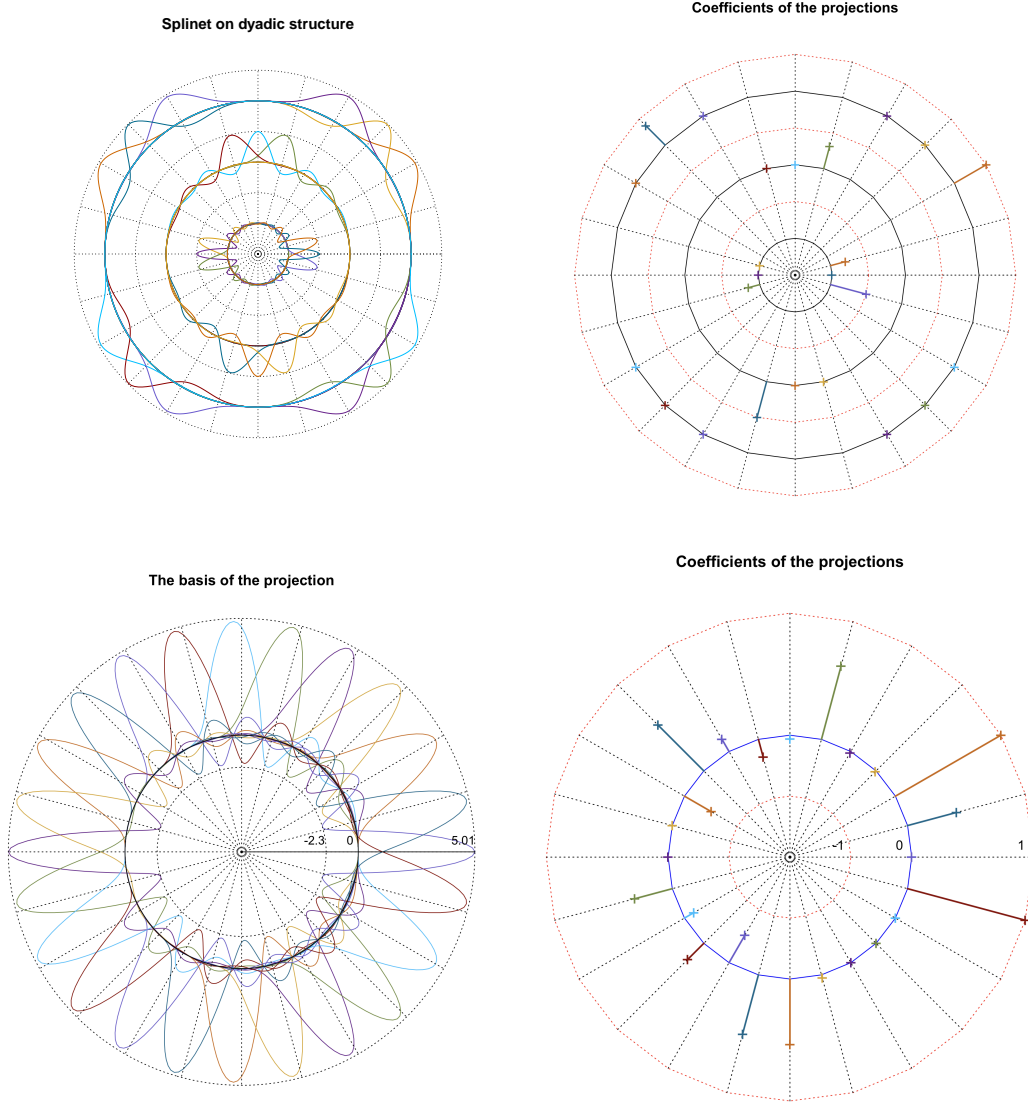 Splinet on dyadic structure
Coefficients of the projections
The basis of the projection
-2.3 0 5.01
Coefficients of the projections
-1 0 1